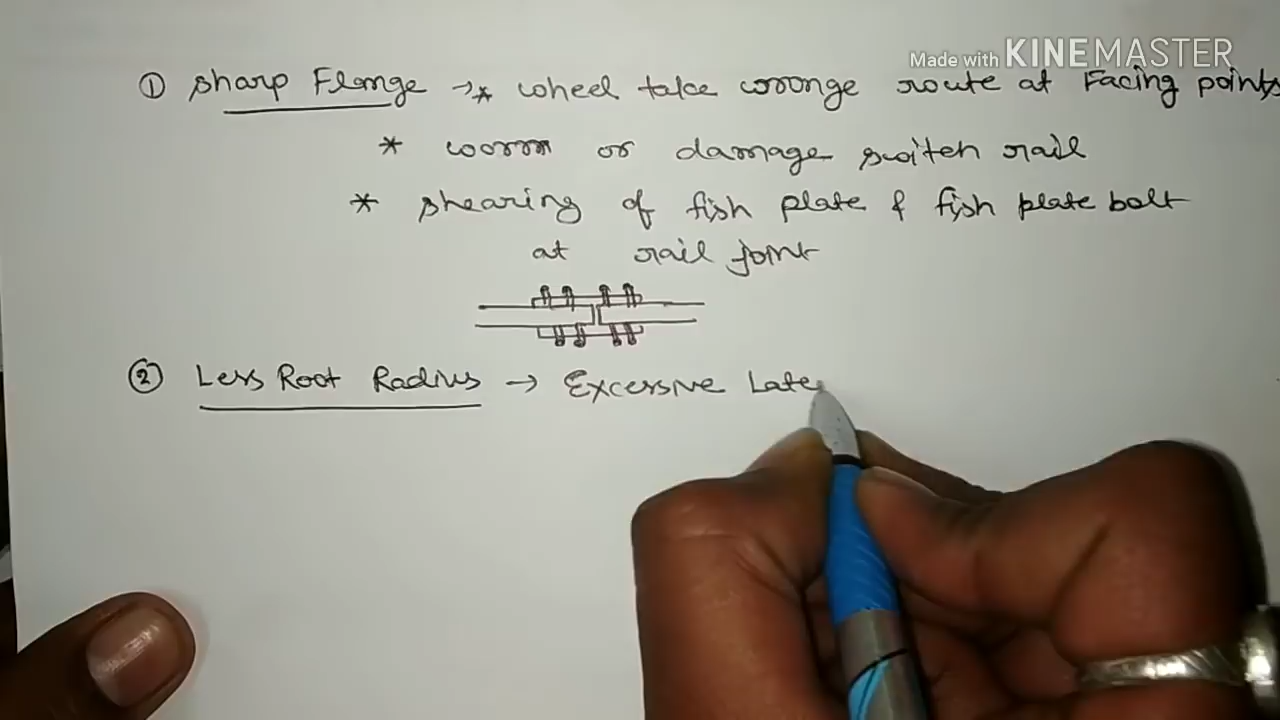 Made with KINEMASTER
① Sharp Flange → * wheel take wronge route at Facing points
* worm or damage switch rail
* shearing of fish plate & fish plate bolt
at rail joint
② Less Root Radius → Excessive Late